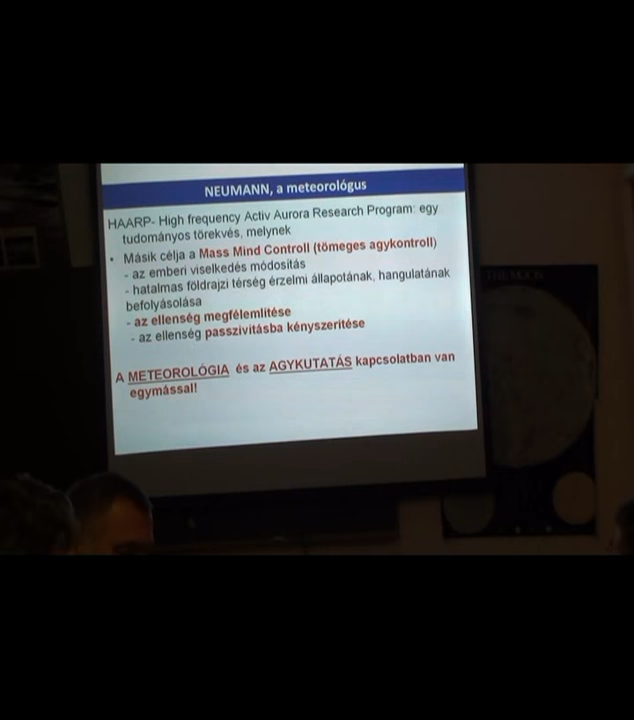 NEUMANN, a meteorológus
HAARP- High frequency Activ Aurora Research Program: egy
tudományos törekvés, melynek
• Másik célja a Mass Mind Controll (tömeges agykontroll)
- az emberi viselkedés módosítás
- hatalmas földrajzi térség érzelmi állapotának, hangulatának
befolyásolása
- az ellenség megfélemlítése
- az ellenség passzivitásba kényszerítése
A METEOROLÓGIA és az AGYKUTATÁS kapcsolatban van
egymással!
THE MOON